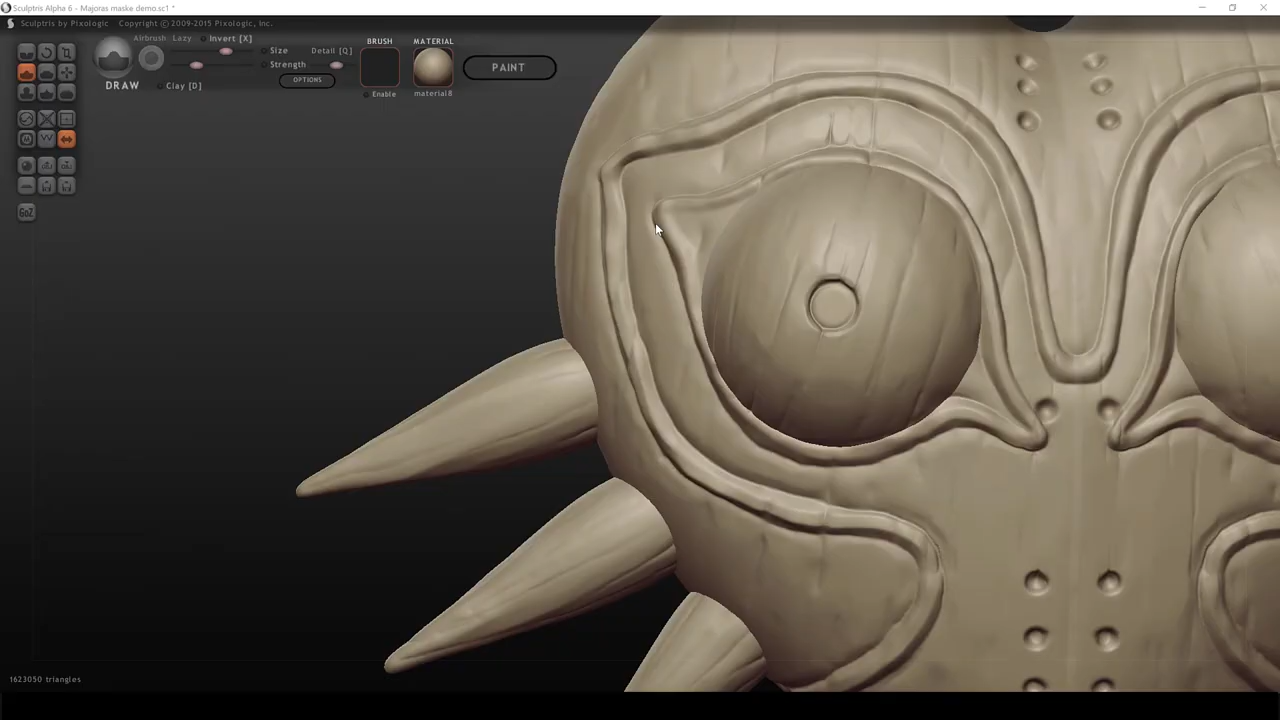 Sculptris Alpha 6 - Majoras maske demo.sc1 *
Sculptris by Pixologic   Copyright © 2009-2015 Pixologic, Inc.
Airbrush Lazy Invert [X]
Size Detail [Q]
Strength
DRAW Clay [D] OPTIONS
BRUSH
Enable
MATERIAL
material8
PAINT
GoZ
1623050 triangles